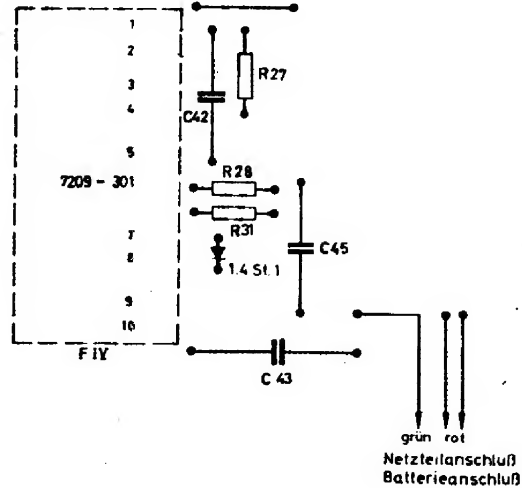 1
2
3
4
5
7209 - 301
7
8
9
10
F IV
R27
C42
R28
R31
1.4 St. 1
C45
C 43
grün rot
Netzteilanschluß
Batterieanschluß